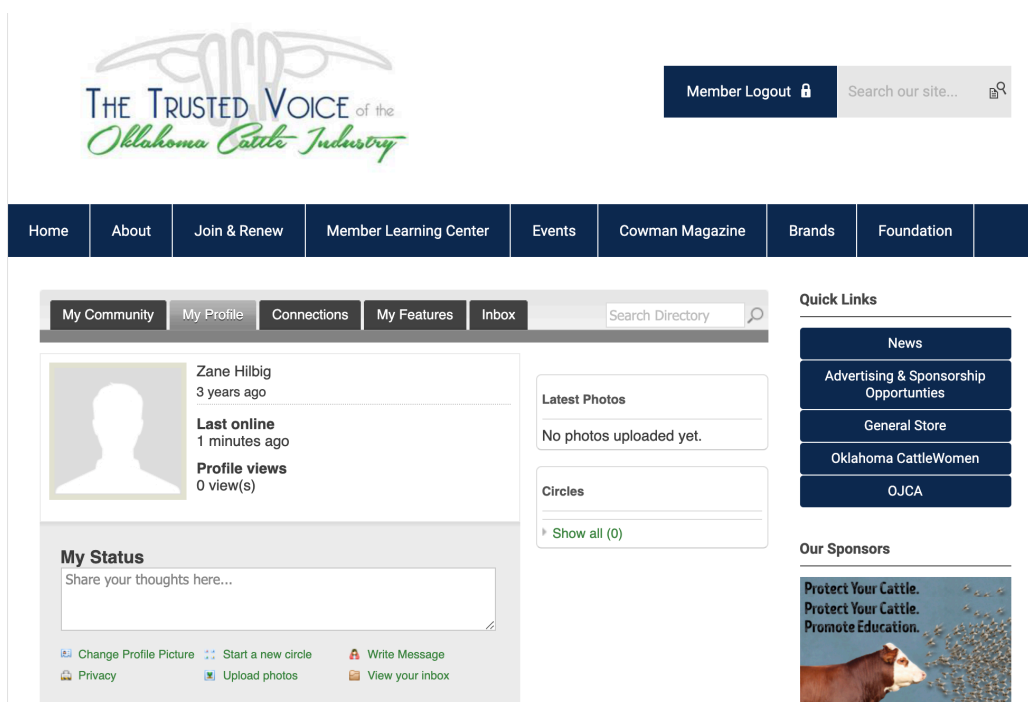 THE TRUSTED VOICE of the
Oklahoma Cattle Industry
Member Logout
Search our site...
Home
About
Join & Renew
Member Learning Center
Events
Cowman Magazine
Brands
Foundation
My Community
My Profile
Connections
My Features
Inbox
Search Directory
Zane Hilbig
3 years ago
Last online
1 minutes ago
Profile views
0 view(s)
My Status
Share your thoughts here...
Change Profile Picture
Start a new circle
Write Message
Privacy
Upload photos
View your inbox
Latest Photos
No photos uploaded yet.
Circles
Show all (0)
Quick Links
News
Advertising & Sponsorship
Opportunties
General Store
Oklahoma CattleWomen
OJCA
Our Sponsors
Protect Your Cattle.
Protect Your Cattle.
Promote Education.